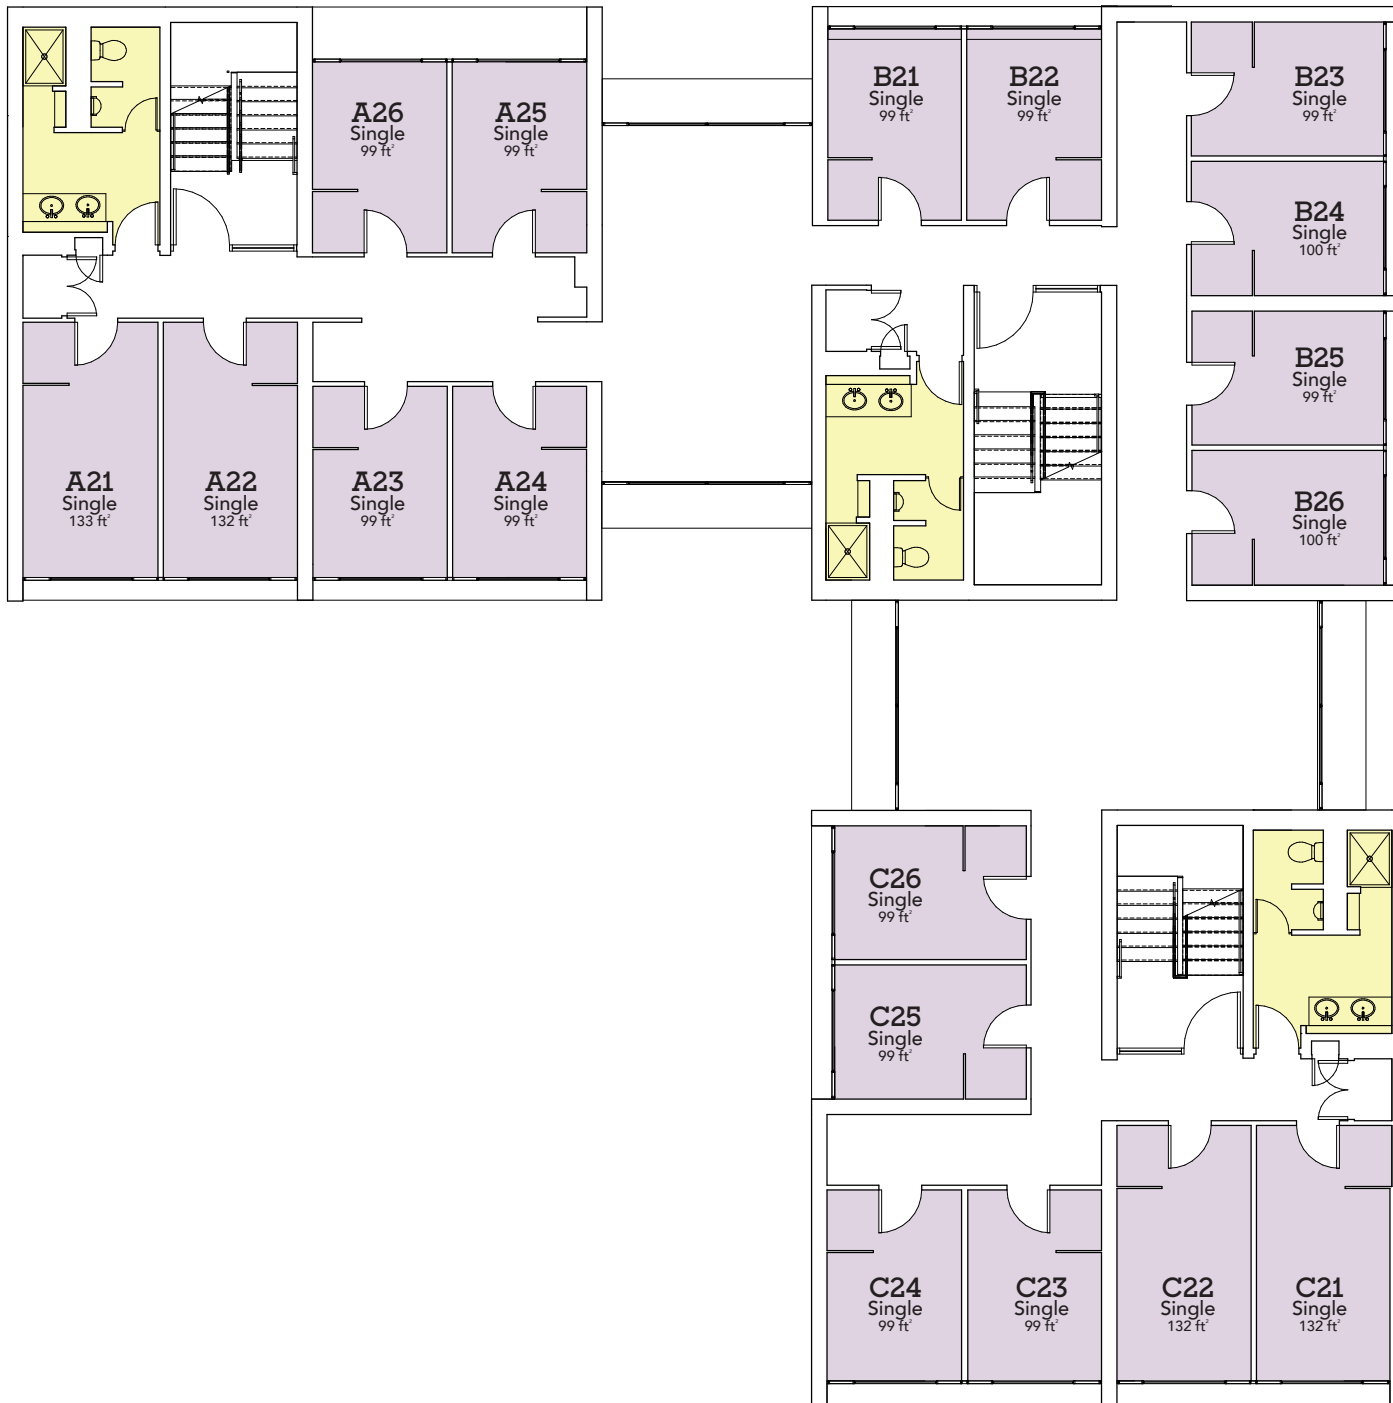 A26
Single
99 ft²
A25
Single
99 ft²
B21
Single
99 ft²
B22
Single
99 ft²
B23
Single
99 ft²
B24
Single
100 ft²
B25
Single
99 ft²
B26
Single
100 ft²
A21
Single
133 ft²
A22
Single
132 ft²
A23
Single
99 ft²
A24
Single
99 ft²
C26
Single
99 ft²
C25
Single
99 ft²
C24
Single
99 ft²
C23
Single
99 ft²
C22
Single
132 ft²
C21
Single
132 ft²